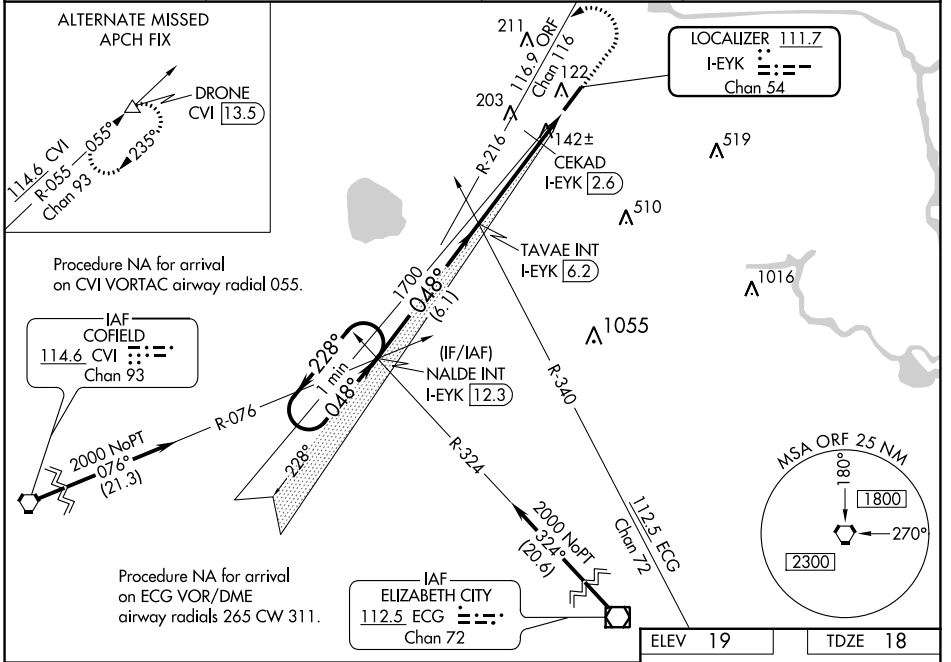 ALTERNATE MISSED
APCH FIX
DRONE
CVI 13.5
055°
235°
114.6 CVI
R-055
Chan 93
211
116.9 ORF
Chan 116
122
203
R-216
142±
CEKAD
I-EYK 2.6
LOCALIZER 111.7
I-EYK
Chan 54
519
510
TAVAE INT
I-EYK 6.2
1016
1055
Procedure NA for arrival
on CVI VORTAC airway radial 055.
1700
048°
(6.1)
IAF
COFIELD
114.6 CVI
Chan 93
228°
1 min
048°
(IF/IAF)
NALDE INT
I-EYK 12.3
R-340
R-076
2000 NoPT
076°
(21.3)
228°
R-324
2000 NoPT
324°
(20.6)
112.5 ECG
Chan 72
MSA ORF 25 NM
180°
1800
270°
2300
Procedure NA for arrival
on ECG VOR/DME
airway radials 265 CW 311.
IAF
ELIZABETH CITY
112.5 ECG
Chan 72
ELEV 19
TDZE 18